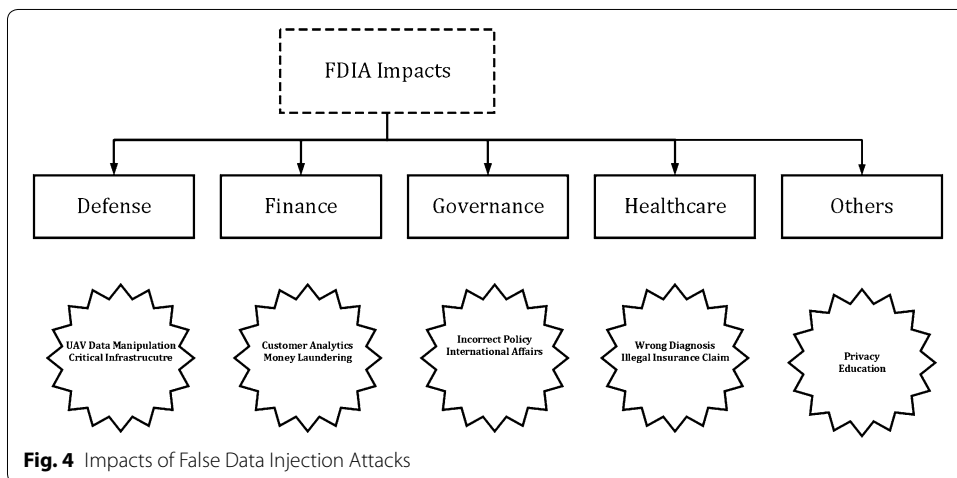 FDIA Impacts
Defense
Finance
Governance
Healthcare
Others
UAV Data Manipulation
Critical Infrastrucutre
Customer Analytics
Money Laundering
Incorrect Policy
International Affairs
Wrong Diagnosis
Illegal Insurance Claim
Privacy
Education
Fig. 4 Impacts of False Data Injection Attacks